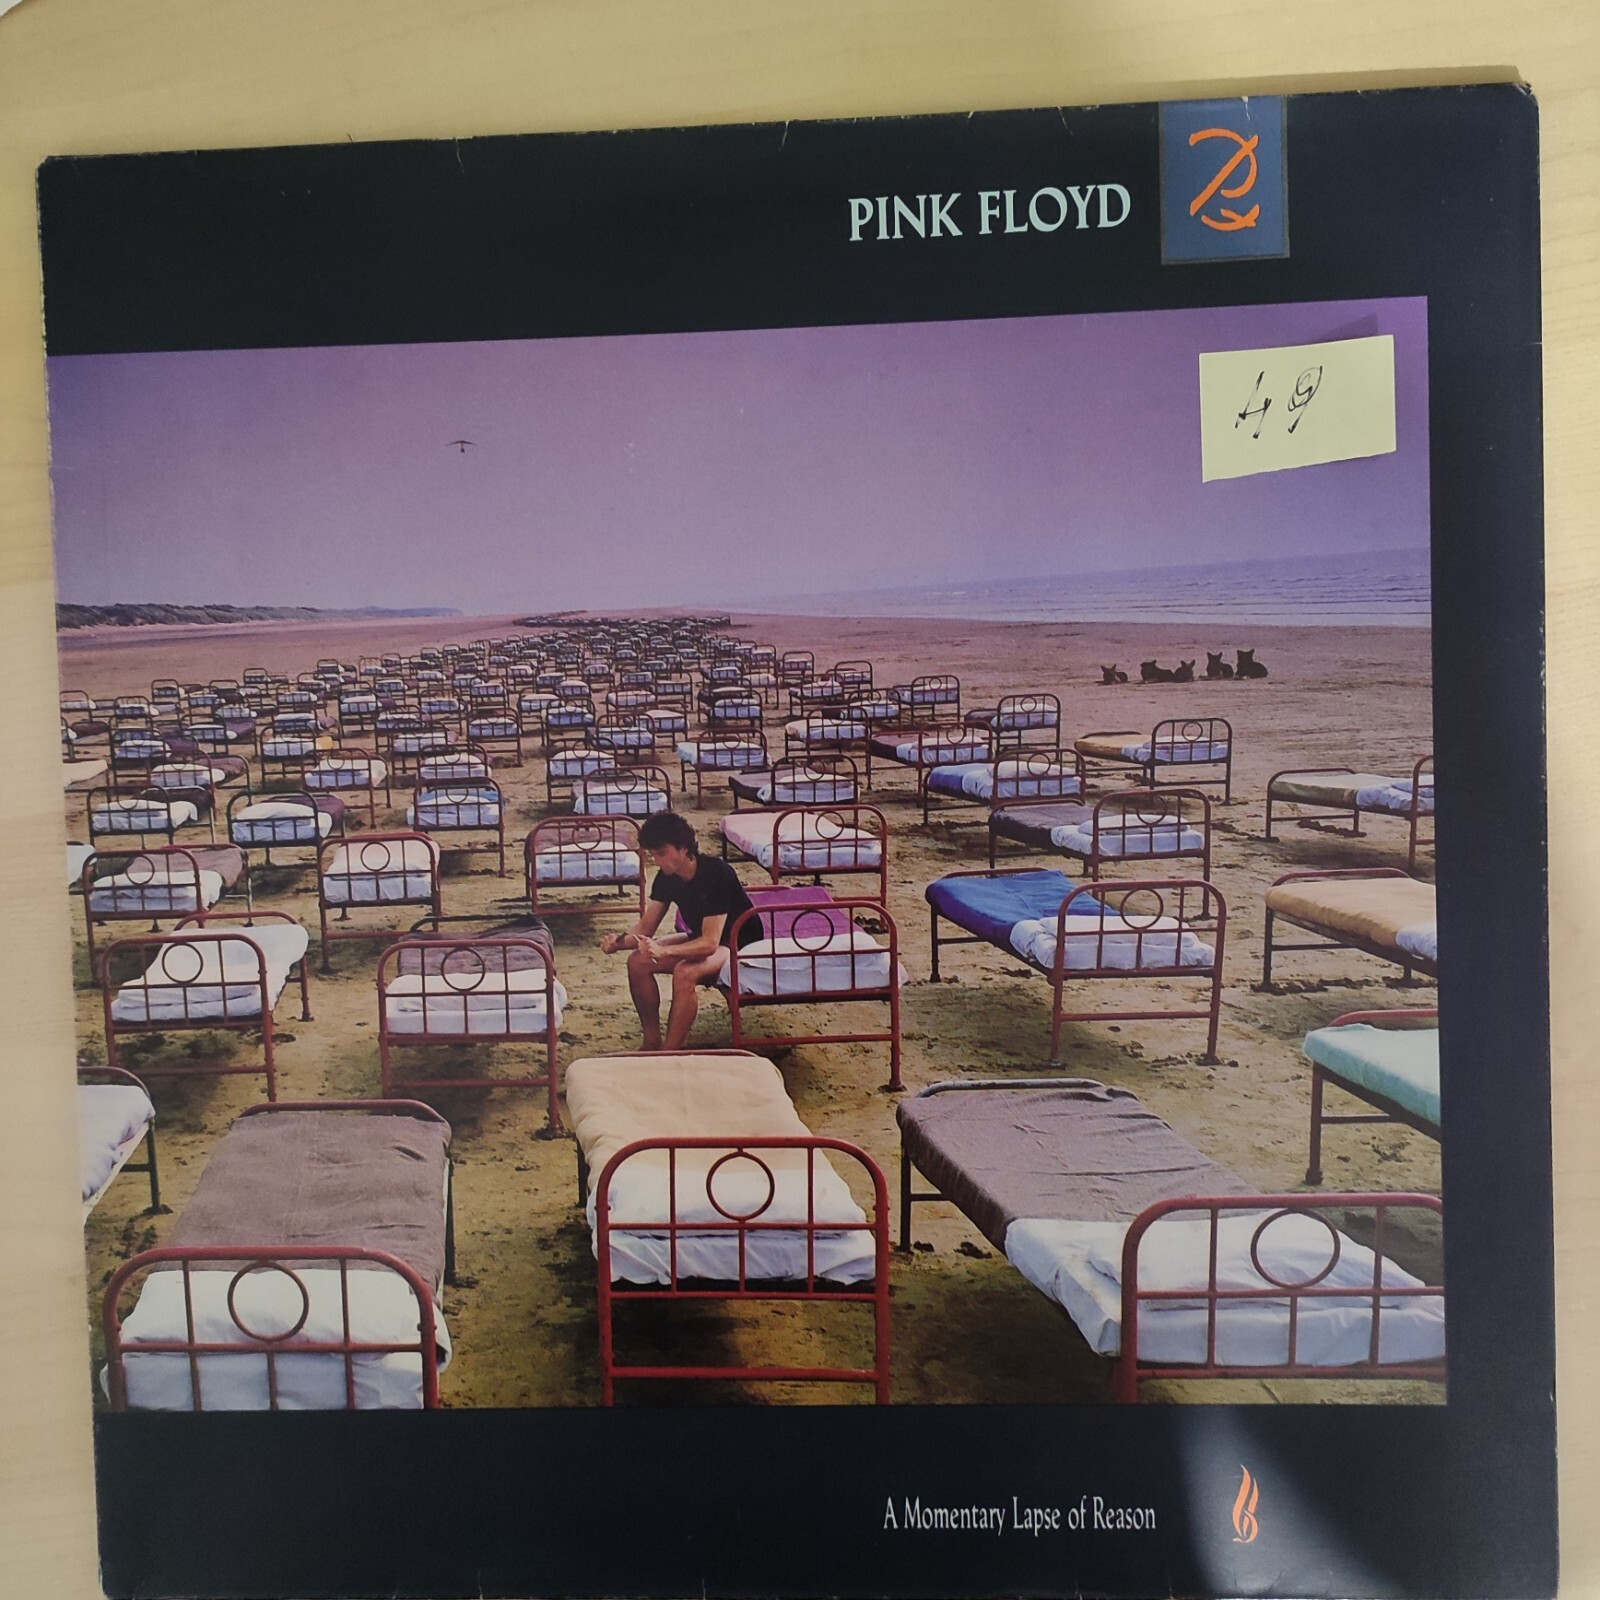 PINK FLOYD
49
A Momentary Lapse of Reason